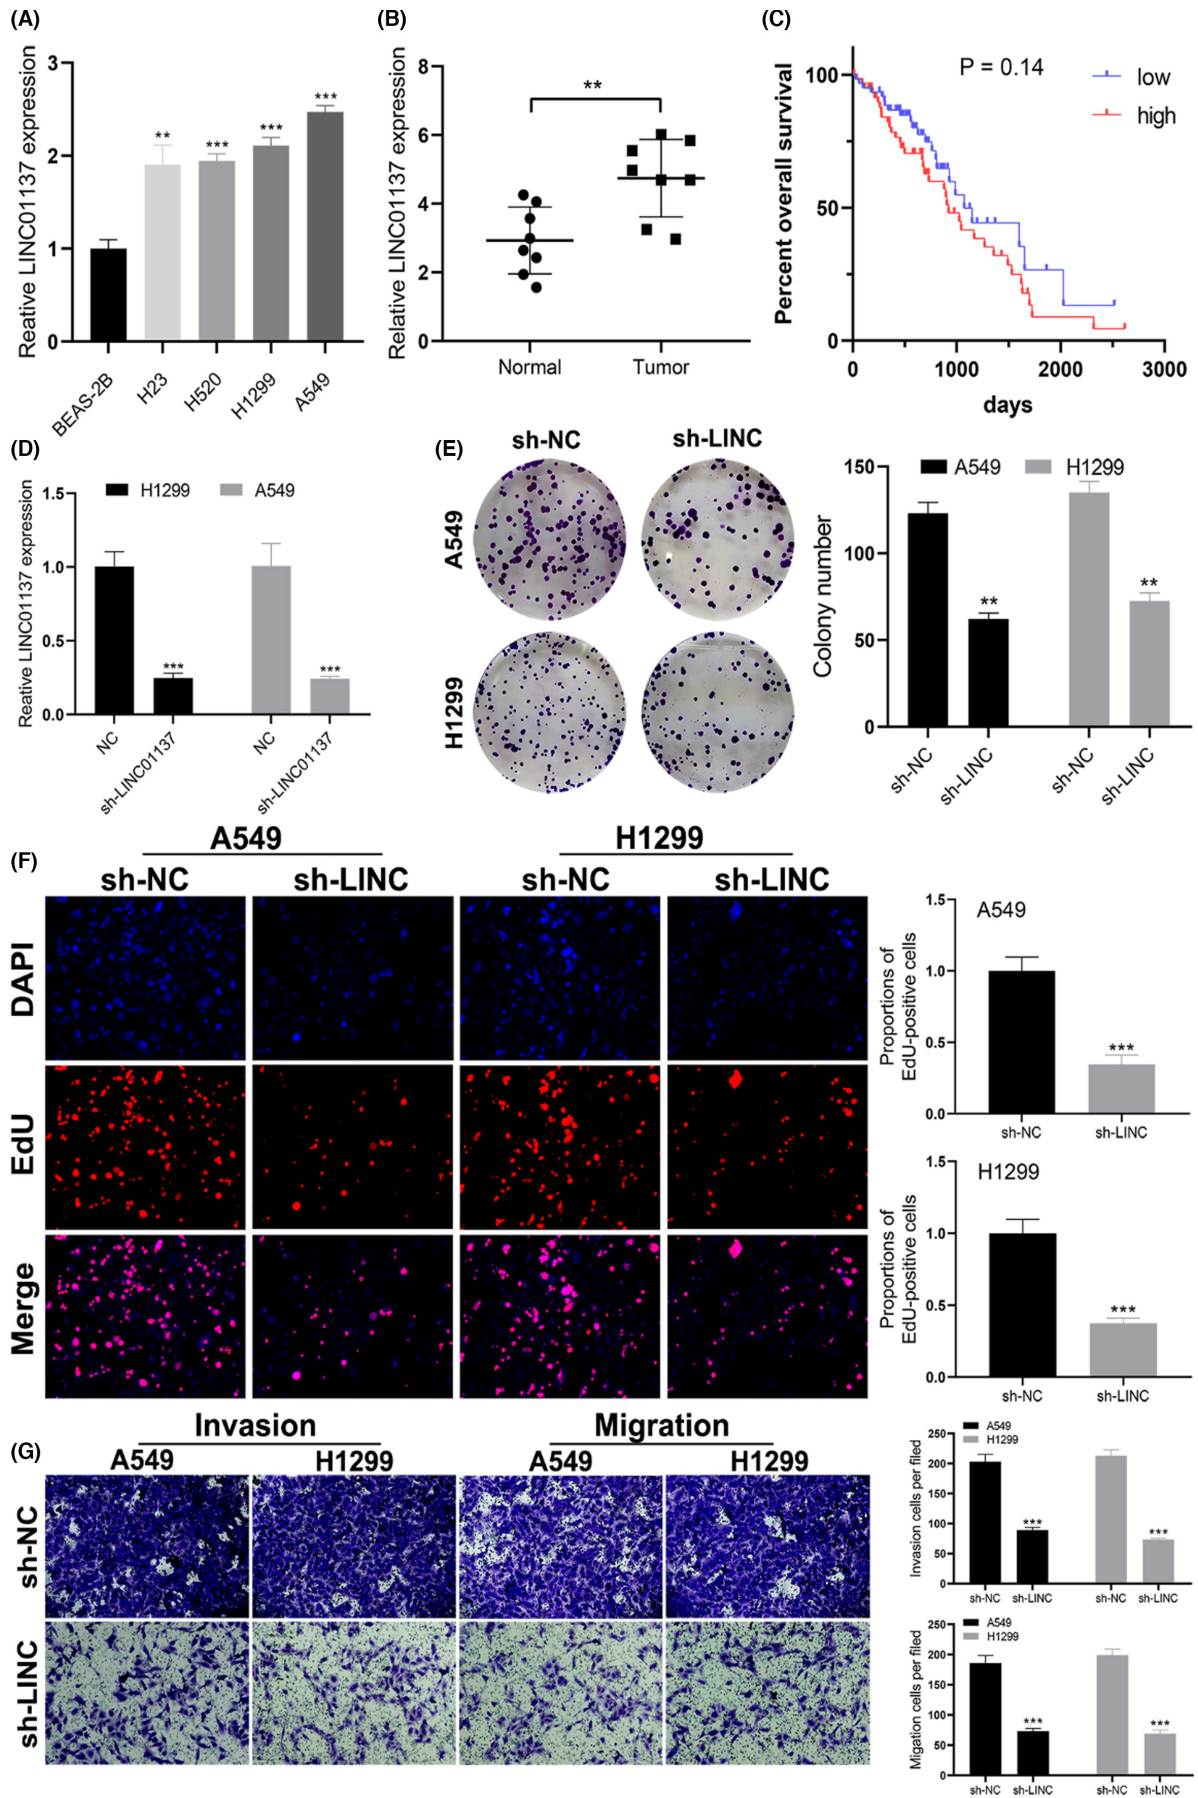 (A)
Reative LINC01137 expression
3
2
1
0
**
***
***
***
BEAS-2B
H23
H520
H1299
A549
(B)
Relative LINC01137 expression
8
6
4
2
0
**
Normal
Tumor
(C)
Percent overall survival
100
50
0
P = 0.14
low
high
0
1000
2000
3000
days
(D)
Reative LINC01137 expression
1.5
1.0
0.5
0.0
H1299
A549
***
***
NC
sh-LINC01137
NC
sh-LINC01137
(E)
sh-NC
sh-LINC
A549
H1299
Colony number
150
100
50
0
A549
H1299
**
**
sh-NC
sh-LINC
sh-NC
sh-LINC
(F)
A549
H1299
sh-NC
sh-LINC
sh-NC
sh-LINC
DAPI
EdU
Merge
Proportions of
EdU-positive cells
1.5
1.0
0.5
0.0
A549
***
sh-NC
sh-LINC
Proportions of
EdU-positive cells
1.5
1.0
0.5
0.0
H1299
***
sh-NC
sh-LINC
(G)
Invasion
Migration
A549
H1299
A549
H1299
sh-NC
sh-LINC
Invasion cells per filed
250
200
150
100
50
0
A549
H1299
***
***
sh-NC
sh-LINC
sh-NC
sh-LINC
Migation cells per filed
250
200
150
100
50
0
A549
H1299
***
***
sh-NC
sh-LINC
sh-NC
sh-LINC